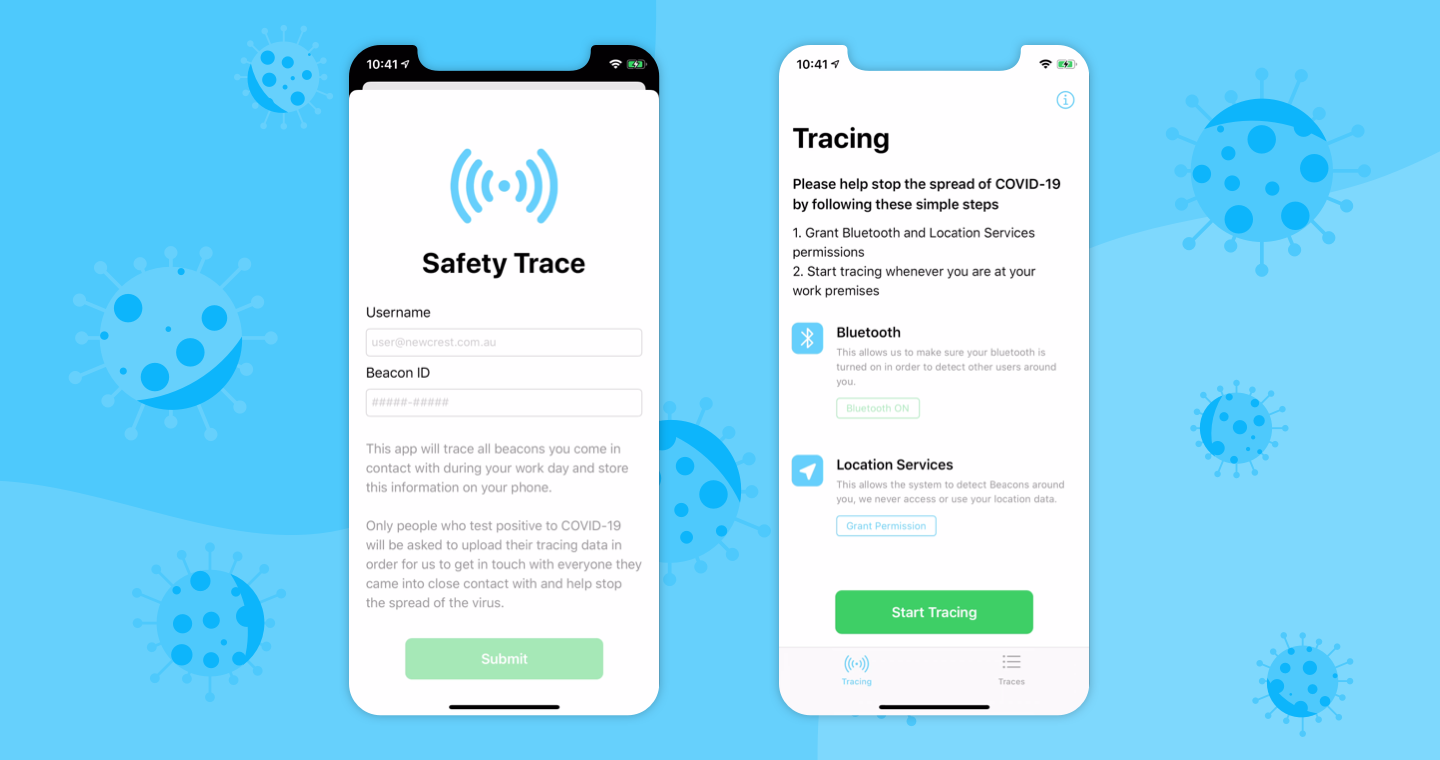 10:41
Safety Trace
Username
user@newcrest.com.au
Beacon ID
#####-#####
This app will trace all beacons you come in
contact with during your work day and store
this information on your phone.
Only people who test positive to COVID-19
will be asked to upload their tracing data in
order for us to get in touch with everyone they
came into close contact with and help stop
the spread of the virus.
Submit
10:41
Tracing
Please help stop the spread of COVID-19
by following these simple steps
1. Grant Bluetooth and Location Services
permissions
2. Start tracing whenever you are at your
work premises
Bluetooth
This allows us to make sure your bluetooth is
turned on in order to detect other users around
you.
Bluetooth ON
Location Services
This allows the system to detect Beacons around
you, we never access or use your location data.
Grant Permission
Start Tracing
Tracing
Traces